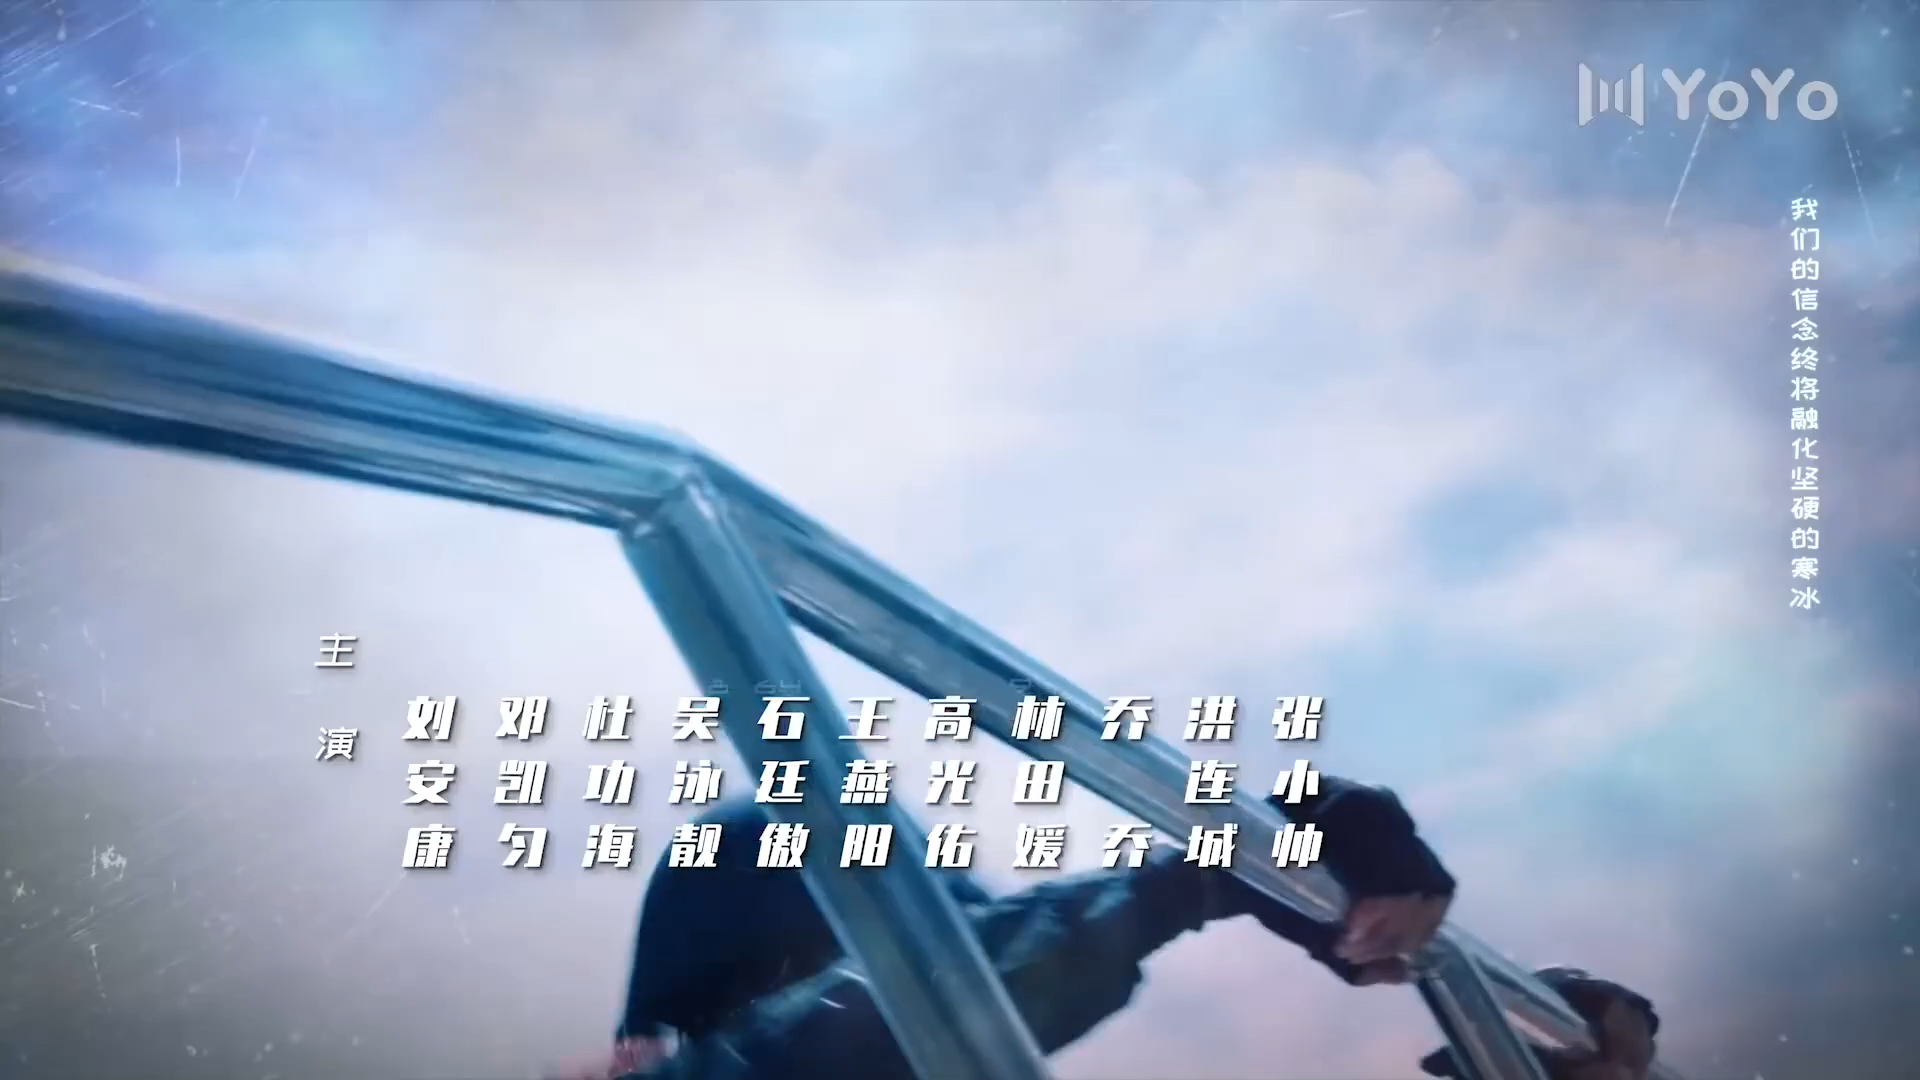 YoYo
我们的信念终将融化坚硬的寒冰
主演
刘安康
邓凯匀
杜功海
吴泳靓
石廷傲
王燕阳
高光佑
林田媛
乔乔
洪连城
张小帅